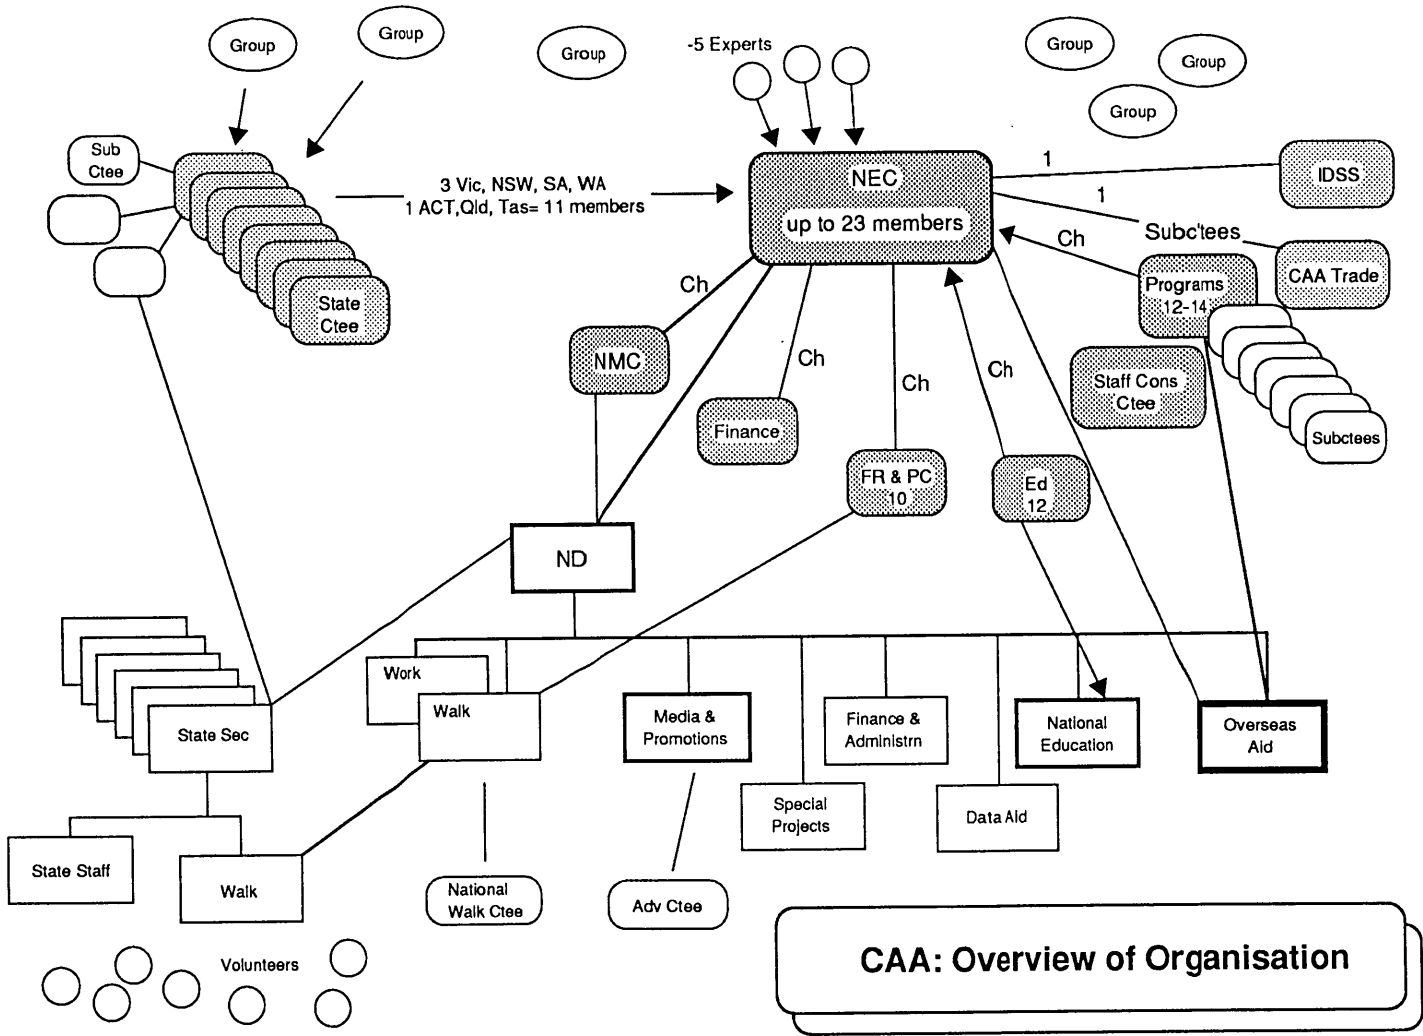 Group
Group
Group
-5 Experts
Group
Group
Group
Sub
Ctee
State
Ctee
3 Vic, NSW, SA, WA
1 ACT,Qld, Tas= 11 members
NEC
up to 23 members
1
IDSS
1
Subc'tees
CAA Trade
Ch
Programs
12-14
Subctees
Staff Cons
Ctee
Ch
NMC
Ch
Finance
Ch
FR & PC
10
Ch
Ed
12
ND
State Sec
Work
Walk
Media &
Promotions
Finance &
Administrn
National
Education
Overseas
Aid
Special
Projects
Data Aid
State Staff
Walk
National
Walk Ctee
Adv Ctee
Volunteers
CAA: Overview of Organisation